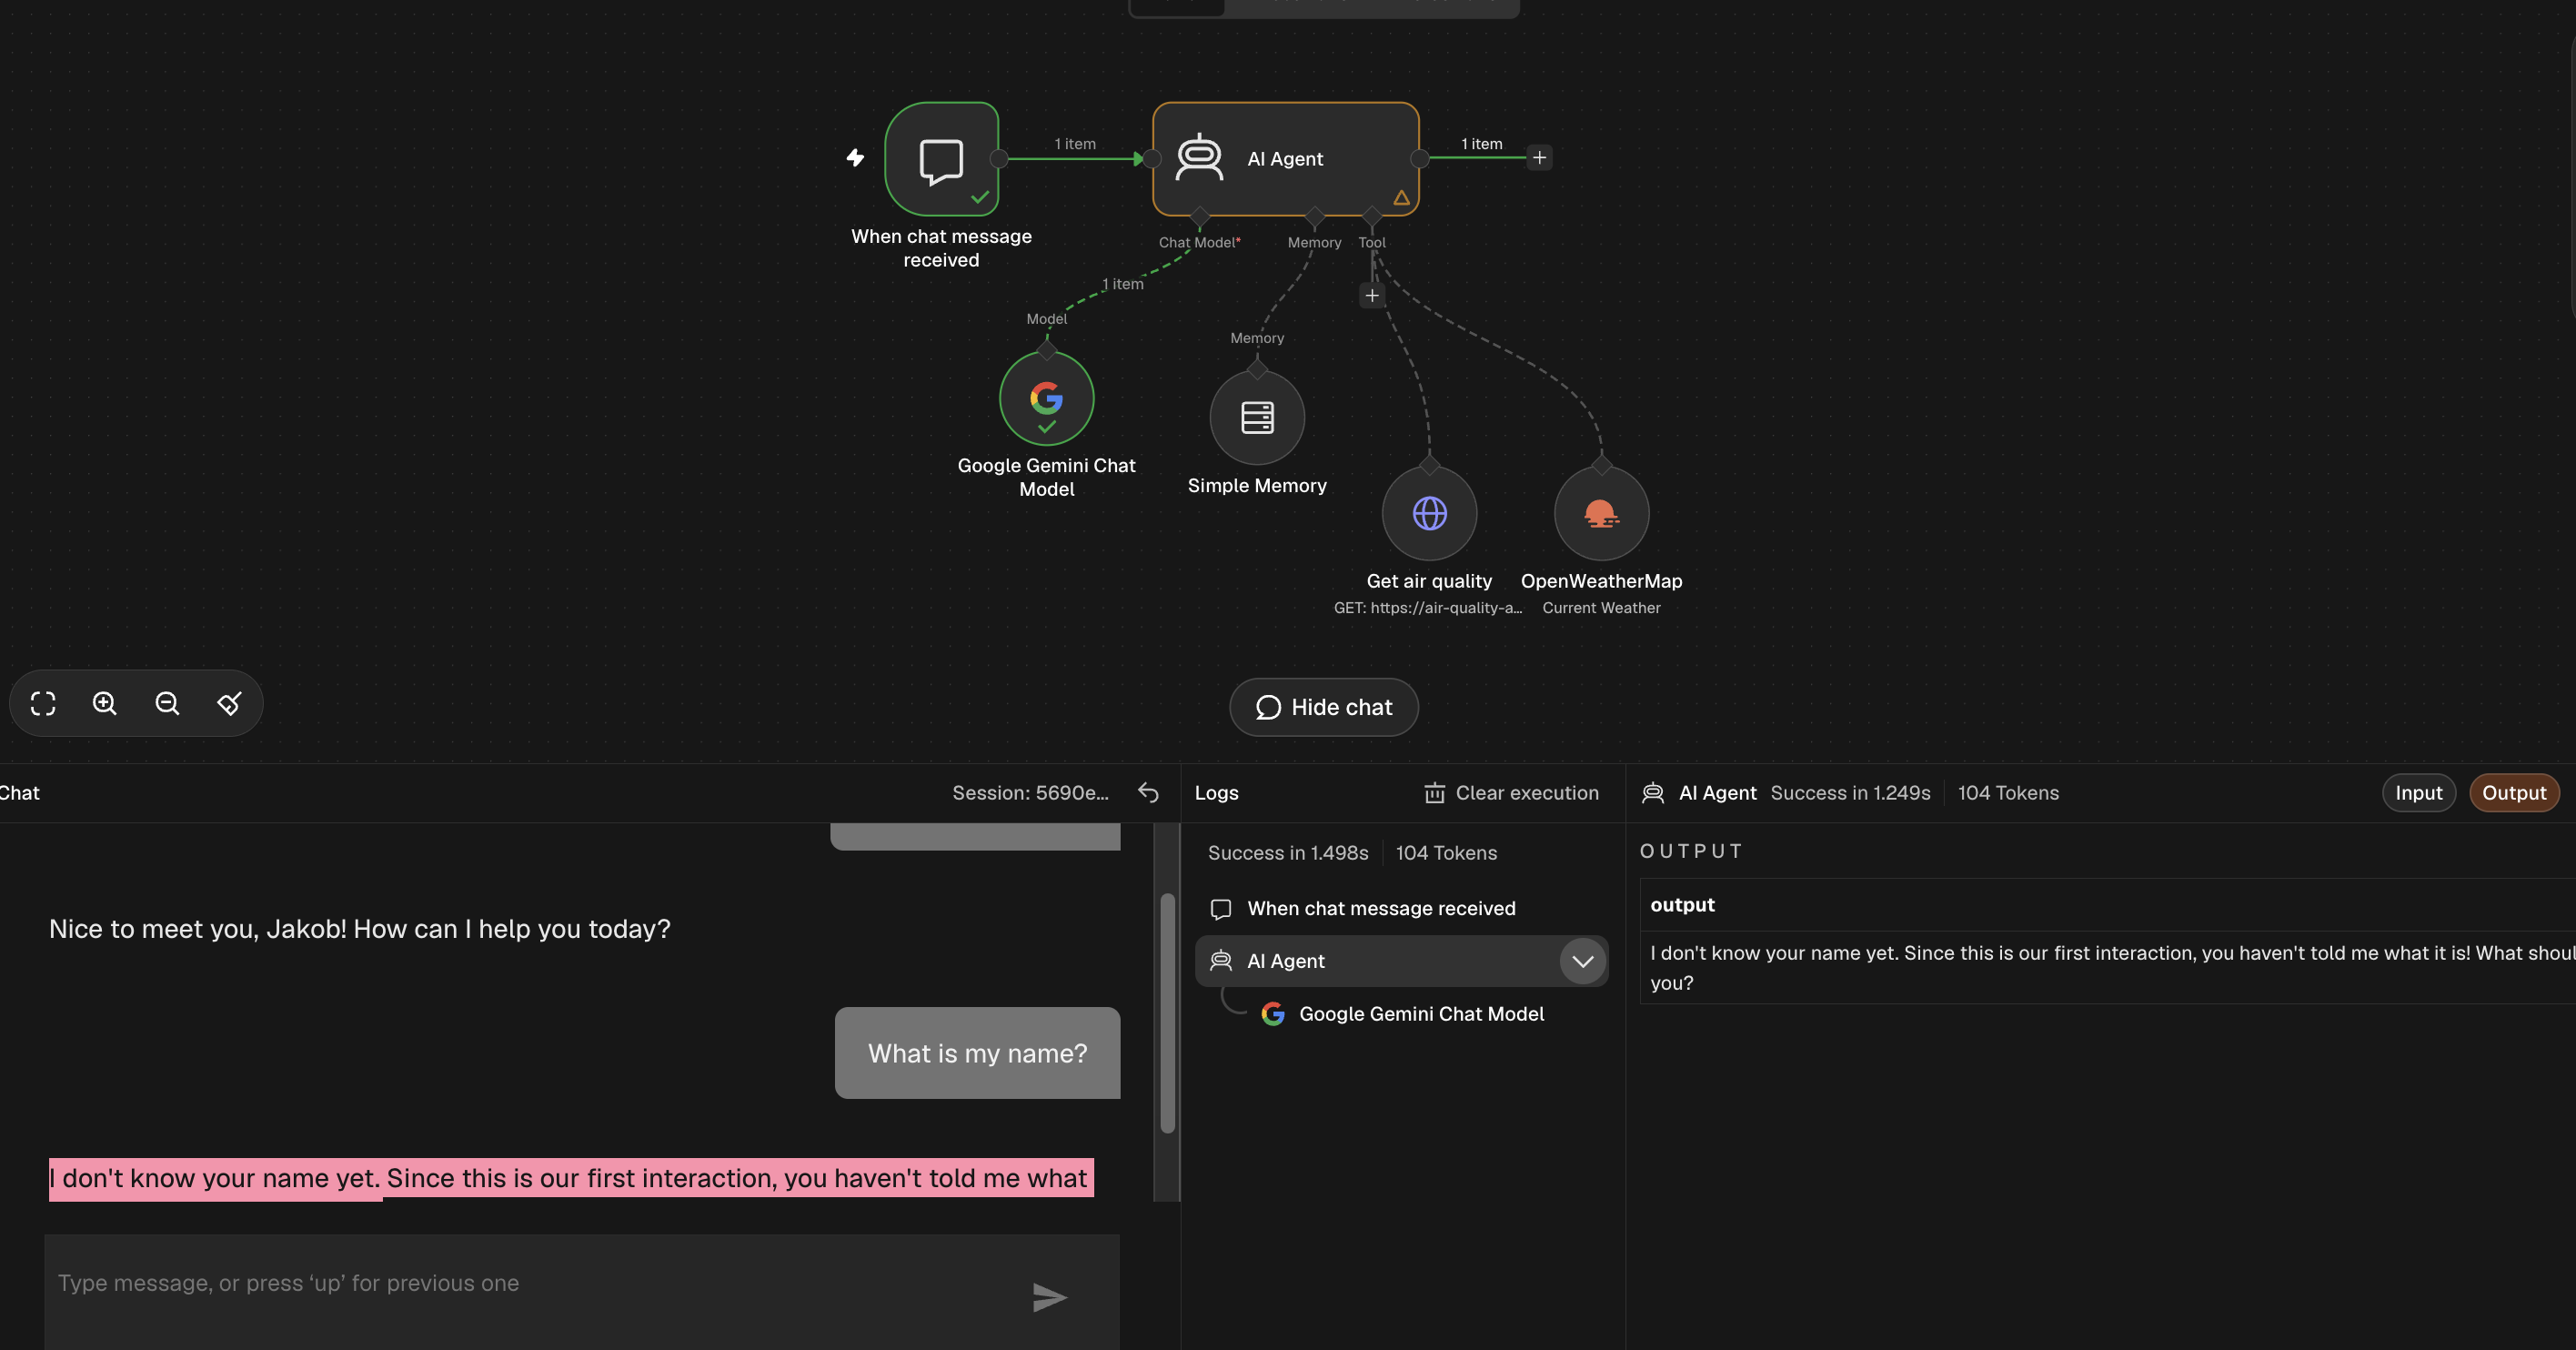 1 item
1 item
AI Agent
When chat message
received
Chat Model*
Memory
Tool
1 item
Model
Memory
Google Gemini Chat
Model
Simple Memory
Get air quality
GET: https://air-quality-a...
OpenWeatherMap
Current Weather
Hide chat
Chat
Session: 5690e...
Nice to meet you, Jakob! How can I help you today?
What is my name?
I don't know your name yet. Since this is our first interaction, you haven't told me what
Type message, or press ‘up’ for previous one
Logs
Clear execution
Success in 1.498s
104 Tokens
When chat message received
AI Agent
Google Gemini Chat Model
AI Agent
Success in 1.249s
104 Tokens
Input
Output
OUTPUT
output
I don't know your name yet. Since this is our first interaction, you haven't told me what it is! What
you?